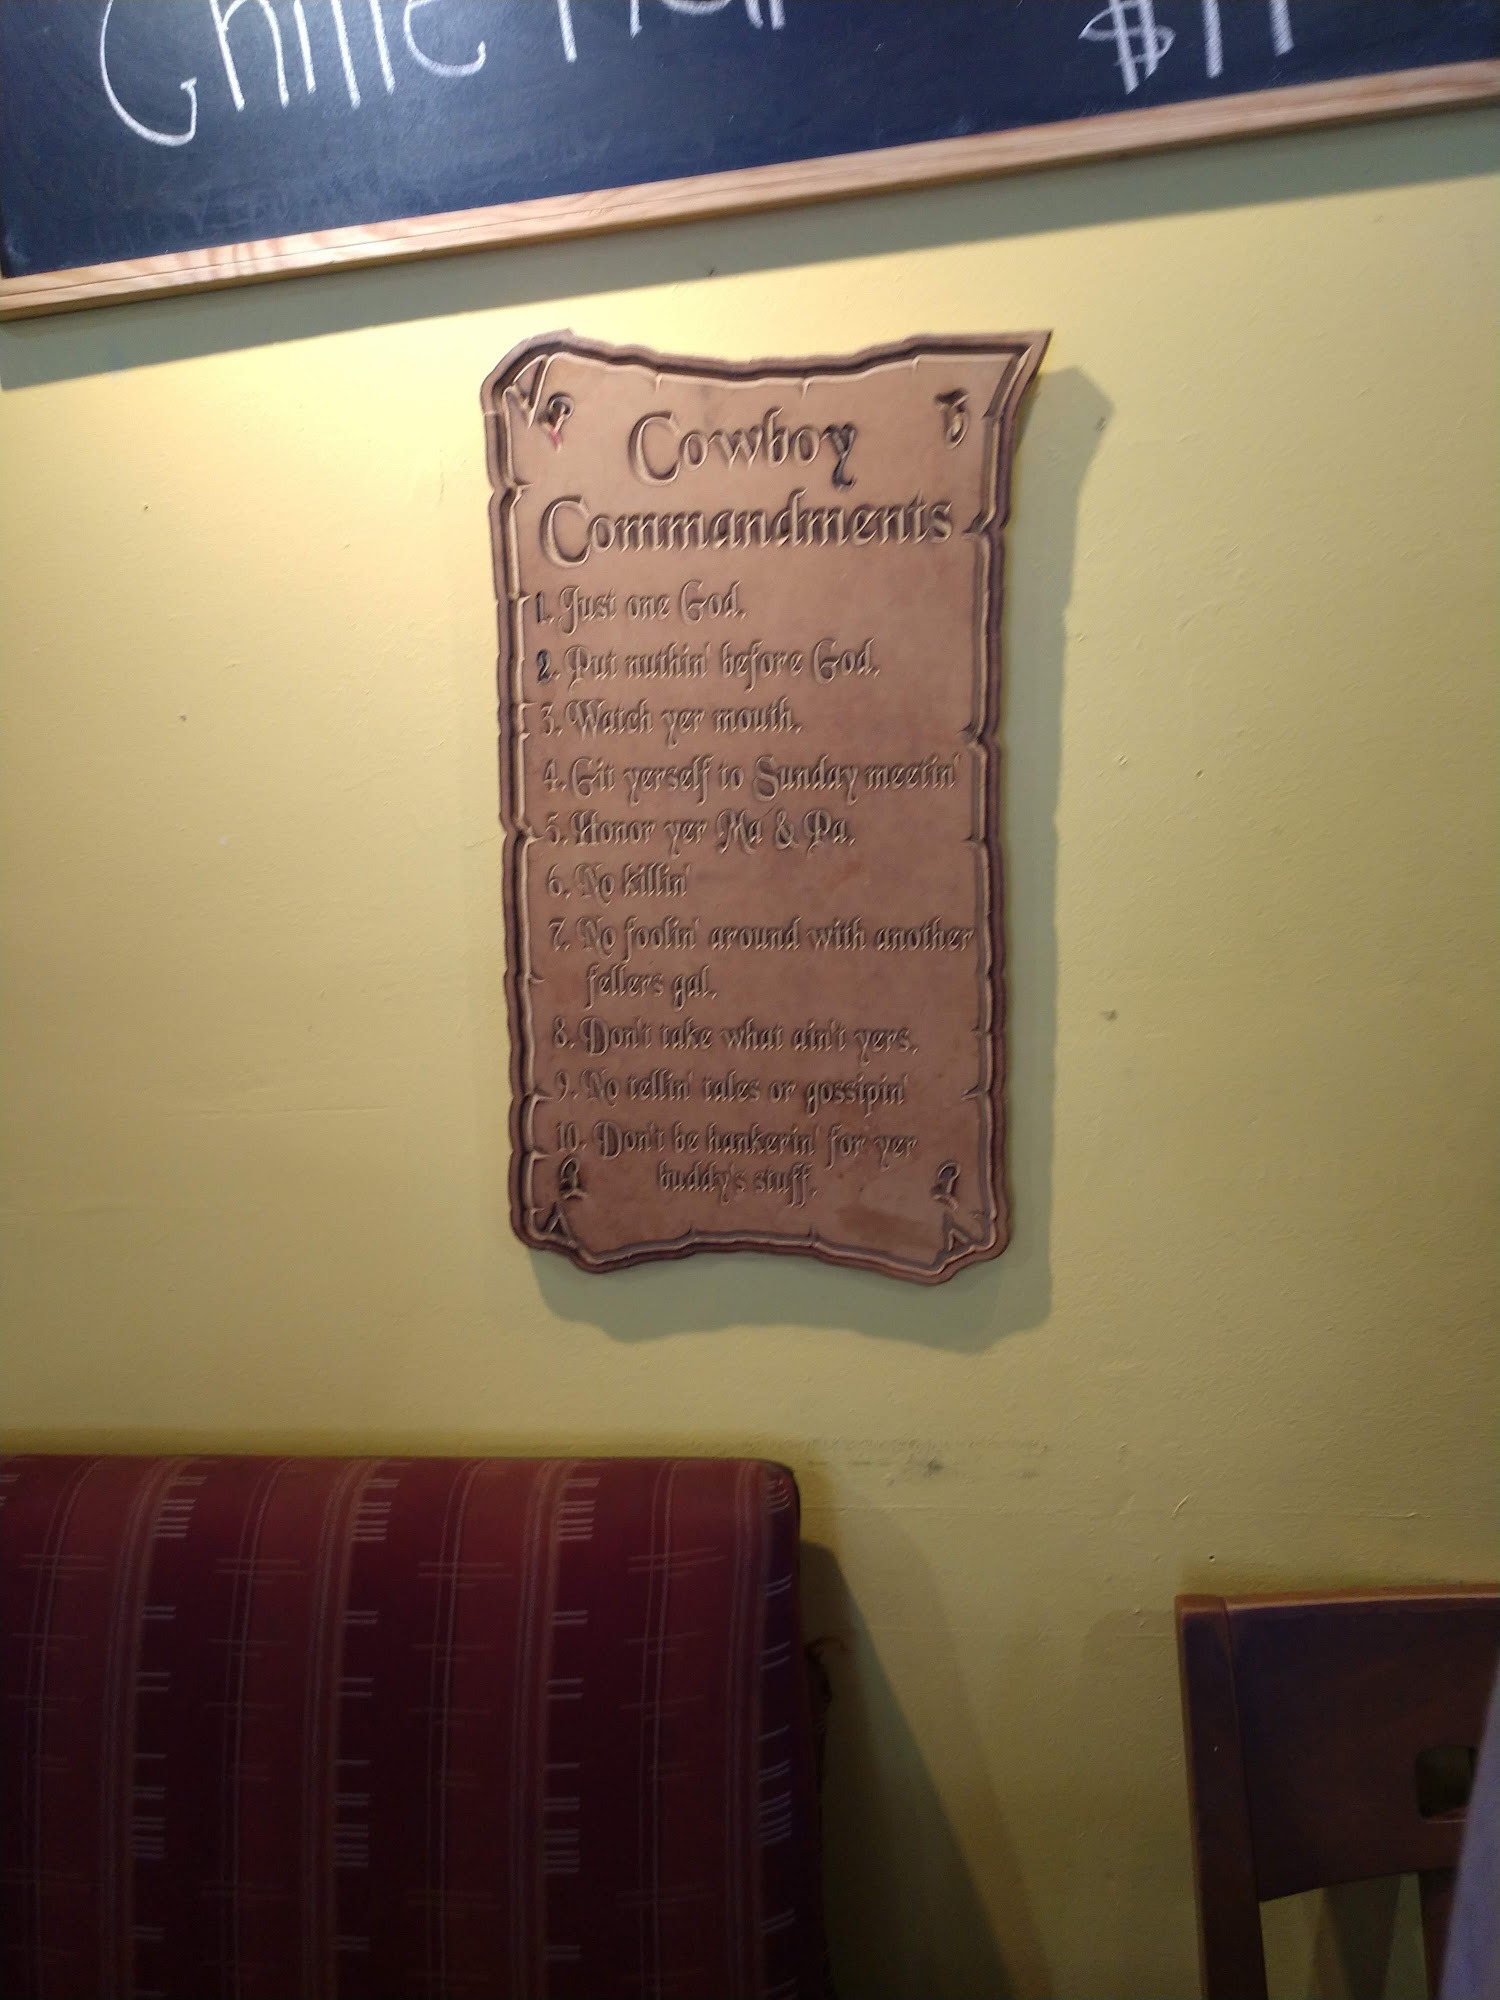 Chile
Cowboy
Commandments
1. Just one God.
2. Put nuthin' before God.
3. Watch yer mouth.
4. Git yerself to Sunday meetin'
5. Honor yer Ma & Pa.
6. No killin'
7. No foolin' around with another
fellers gal.
8. Don't take what ain't yers.
9. No tellin' tales or gossipin'
10. Don't be hankerin' for yer
buddy's stuff.